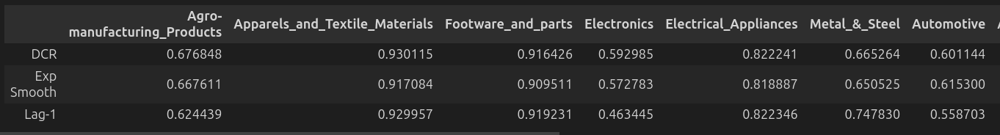 Agro-
manufacturing_Products Apparels_and_Textile_Materials Footware_and_parts Electronics Electrical_Appliances Metal_&_Steel Automotive
DCR 0.676848 0.930115 0.916426 0.592985 0.822241 0.665264 0.601144
Exp
Smooth 0.667611 0.917084 0.909511 0.572783 0.818887 0.650525 0.615300
Lag-1 0.624439 0.929957 0.919231 0.463445 0.822346 0.747830 0.558703